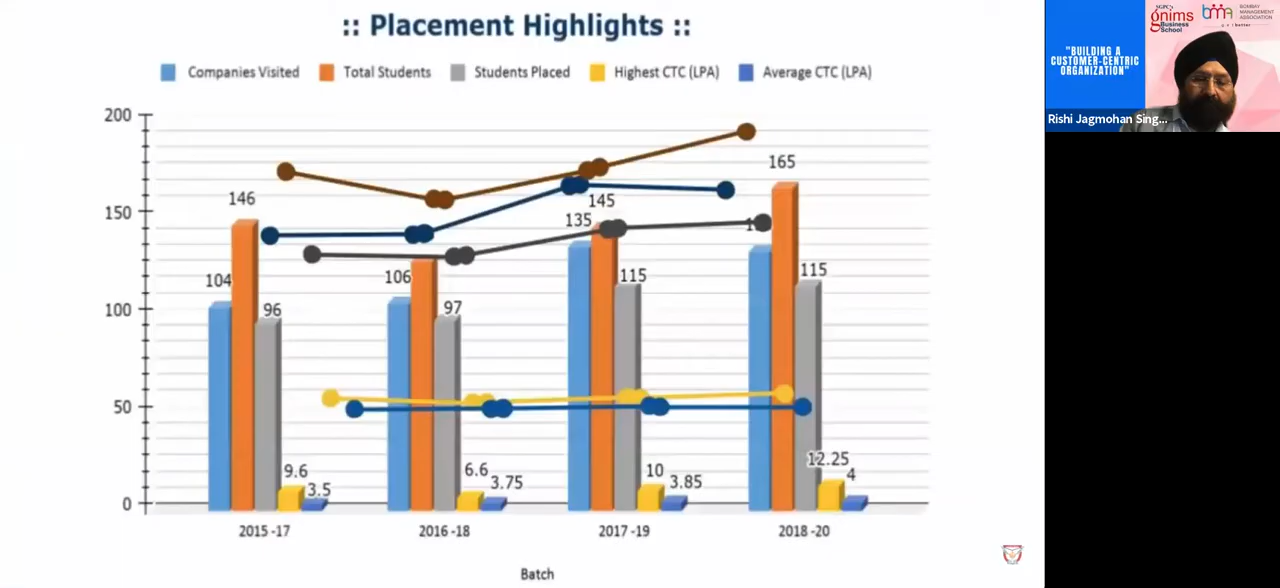 :: Placement Highlights ::
Companies Visited Total Students Students Placed Highest CTC (LPA) Average CTC (LPA)
200
150
100
50
0
146
104
96
9.6
3.5
106
97
6.6
3.75
135
145
115
10
3.85
165
115
12.25
4
2015 -17 2016 -18 2017 -19 2018 -20
Batch
"BUILDING A
CUSTOMER-CENTRIC
ORGANIZATION"
SGPC's
gnims
Business
School
bma
BOMBAY
MANAGEMENT
ASSOCIATION
Rishi Jagmohan Sing...